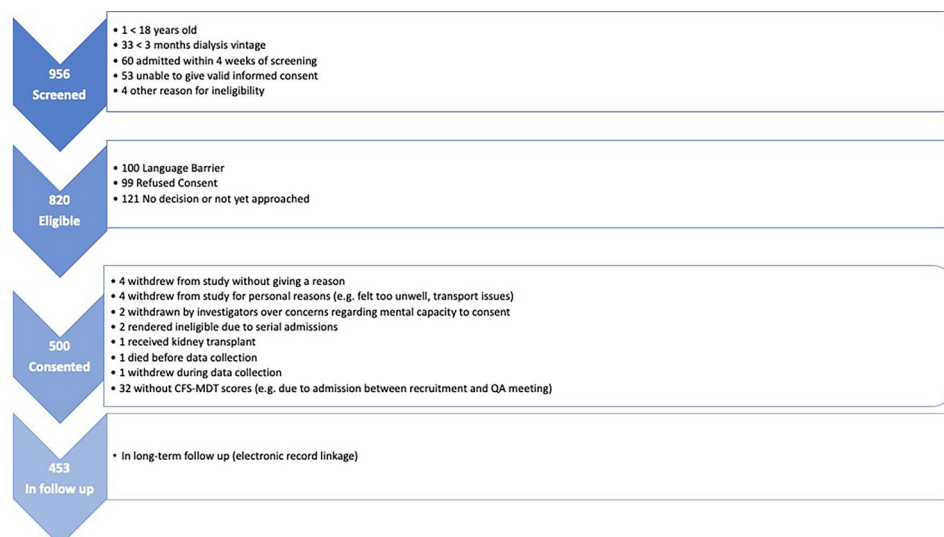 956
Screened
• 1 < 18 years old
• 33 < 3 months dialysis vintage
• 60 admitted within 4 weeks of screening
• 53 unable to give valid informed consent
• 4 other reason for ineligibility
820
Eligible
• 100 Language Barrier
• 99 Refused Consent
• 121 No decision or not yet approached
500
Consented
• 4 withdrew from study without giving a reason
• 4 withdrew from study for personal reasons (e.g. felt too unwell, transport issues)
• 2 withdrawn by investigators over concerns regarding mental capacity to consent
• 2 rendered ineligible due to serial admissions
• 1 received kidney transplant
• 1 died before data collection
• 1 withdrew during data collection
• 32 without CFS-MDT scores (e.g. due to admission between recruitment and QA meeting)
453
In follow up
• In long-term follow up (electronic record linkage)